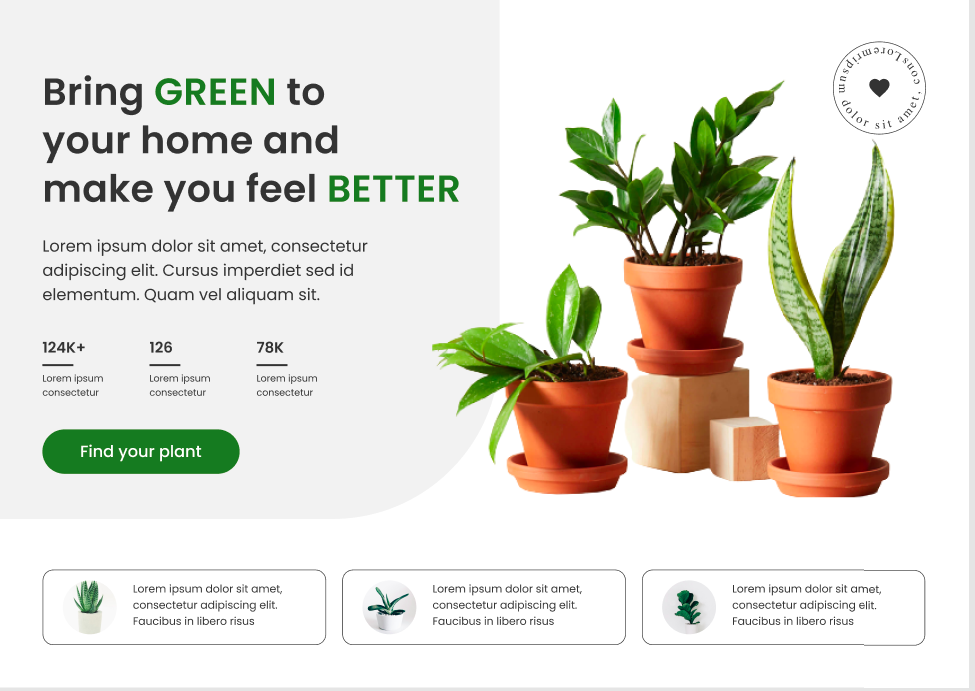 Bring GREEN to
your home and
make you feel BETTER
Lorem ipsum dolor sit amet, consectetur
adipiscing elit. Cursus imperdiet sed id
elementum. Quam vel aliquam sit.
124K+
Lorem ipsum
consectetur
126
Lorem ipsum
consectetur
78K
Lorem ipsum
consectetur
Find your plant
Loremipsum dolor sit amet, cons
Lorem ipsum dolor sit amet,
consectetur adipiscing elit.
Faucibus in libero risus
Lorem ipsum dolor sit amet,
consectetur adipiscing elit.
Faucibus in libero risus
Lorem ipsum dolor sit amet,
consectetur adipiscing elit.
Faucibus in libero risus